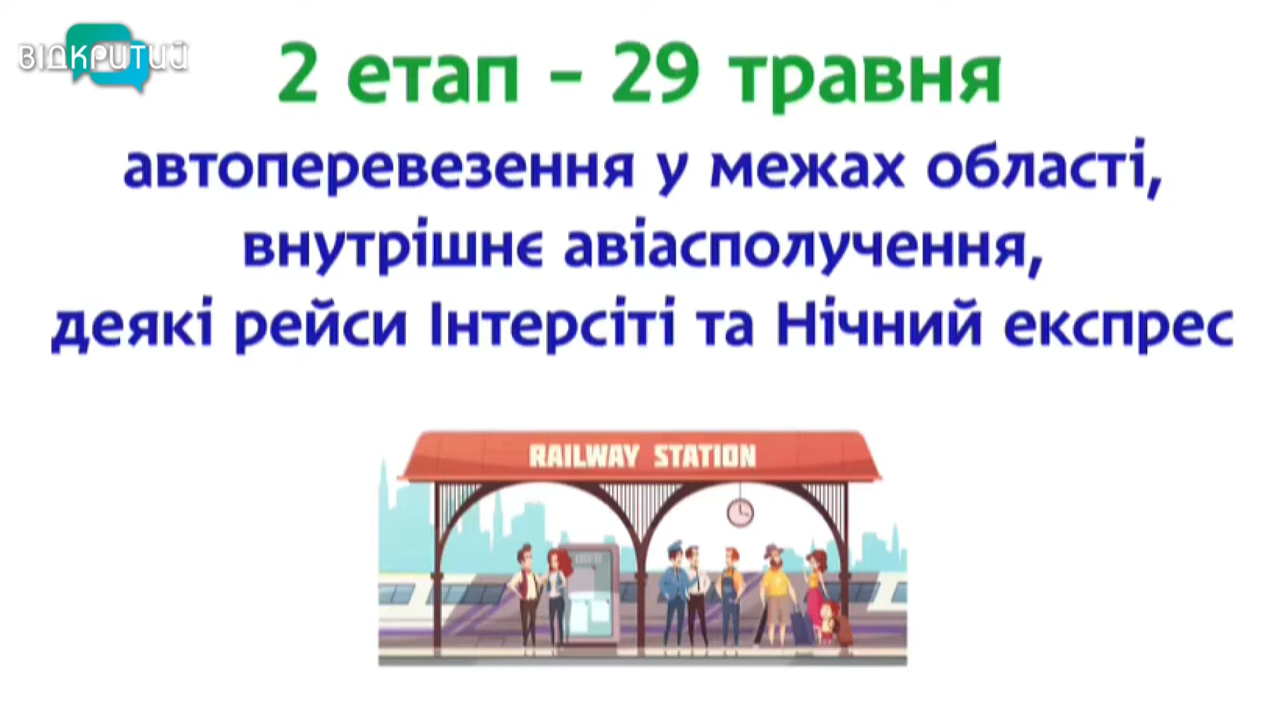 ВІДКРИТИЙ
2 етап – 29 травня
автоперевезення у межах області,
внутрішнє авіасполучення,
деякі рейси Інтерсіті та Нічний експрес
RAILWAY STATION